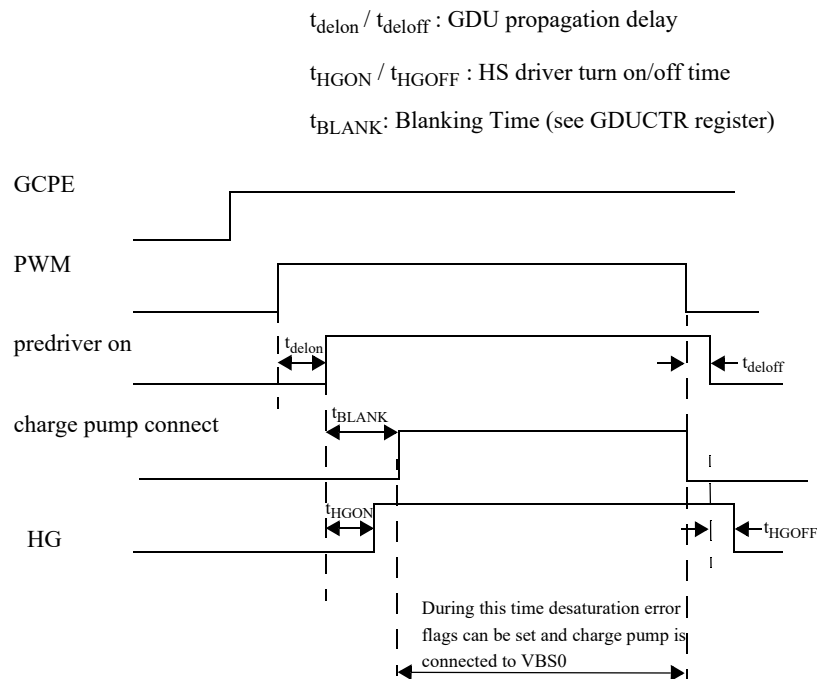 tdelon / tdeloff : GDU propagation delay
tHGON / tHGOFF : HS driver turn on/off time
tBLANK: Blanking Time (see GDUCTR register)
GCPE
PWM
predriver on
tdelon
tdeloff
tBLANK
charge pump connect
tHGON
HG
tHGOFF
During this time desaturation error
flags can be set and charge pump is
connected to VBS0